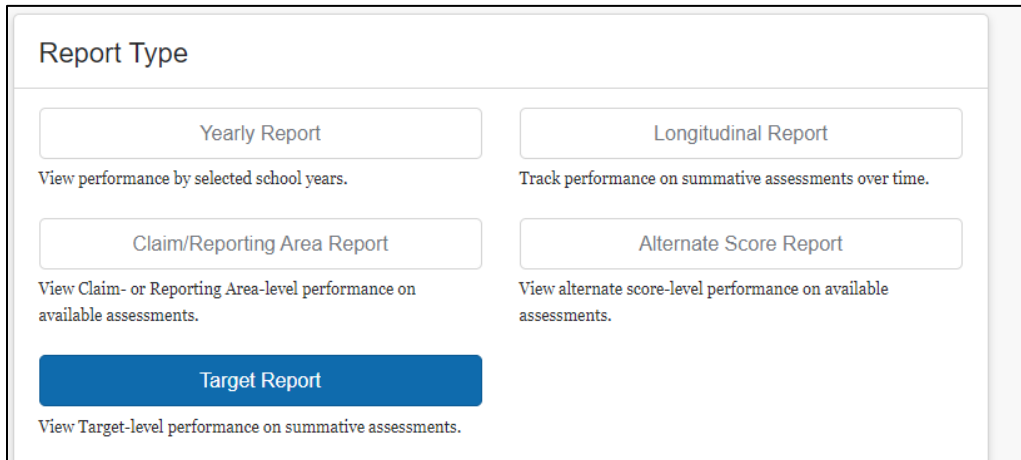 Report Type
Yearly Report
Longitudinal Report
View performance by selected school years.
Track performance on summative assessments over time.
Claim/Reporting Area Report
Alternate Score Report
View Claim- or Reporting Area-level performance on
available assessments.
View alternate score-level performance on available
assessments.
Target Report
View Target-level performance on summative assessments.